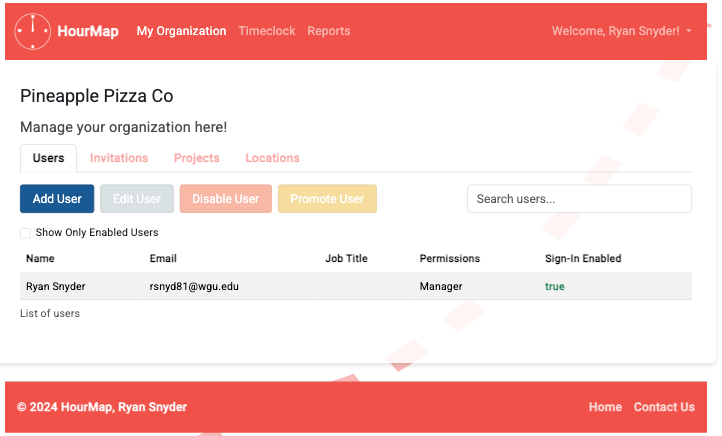 HourMap My Organization Timeclock Reports Welcome, Ryan Snyder!
Pineapple Pizza Co
Manage your organization here!
Users Invitations Projects Locations
Add User Edit User Disable User Promote User Search users...
Show Only Enabled Users
Name Email Job Title Permissions Sign-In Enabled
Ryan Snyder rsnyd81@wgu.edu Manager true
List of users
© 2024 HourMap, Ryan Snyder Home Contact Us